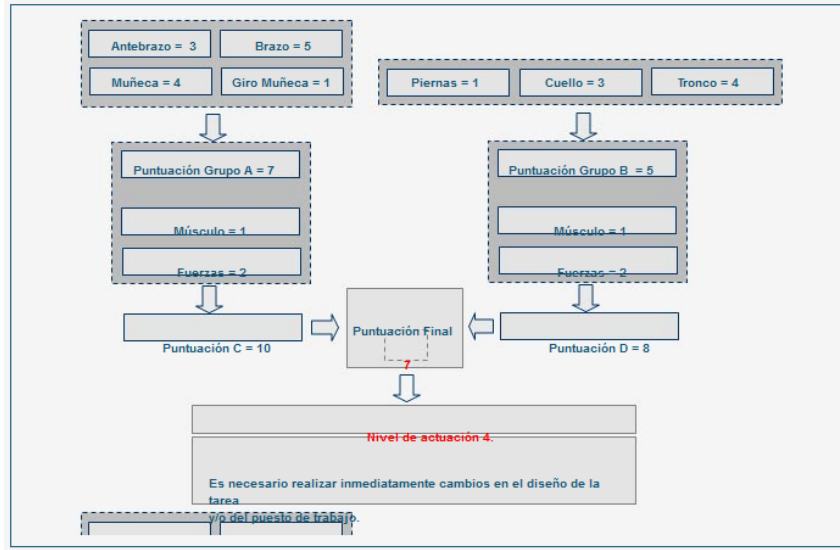 Antebrazo = 3
Brazo = 5
Muñeca = 4
Giro Muñeca = 1
Piernas = 1
Cuello = 3
Tronco = 4
Puntuación Grupo A = 7
Músculo = 1
Fuerzas = 2
Puntuación Grupo B = 5
Músculo = 1
Fuerzas = 2
Puntuación C = 10
Puntuación Final
7
Puntuación D = 8
Nivel de actuación 4.
Es necesario realizar inmediatamente cambios en el diseño de la
tarea
y/o del puesto de trabajo.